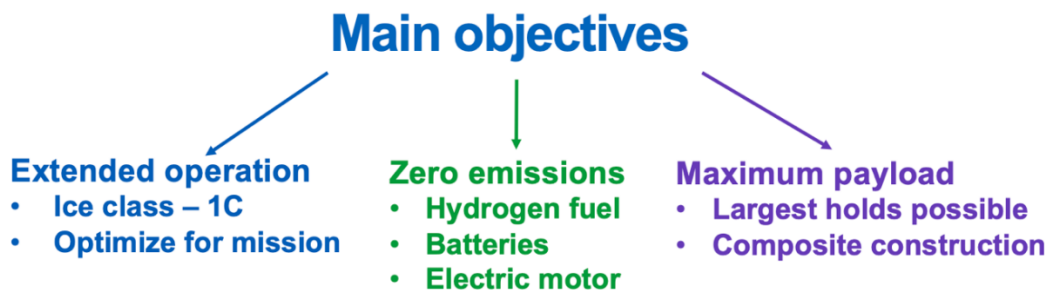 Main objectives
Extended operation
• Ice class – 1C
• Optimize for mission
Zero emissions
• Hydrogen fuel
• Batteries
• Electric motor
Maximum payload
• Largest holds possible
• Composite construction